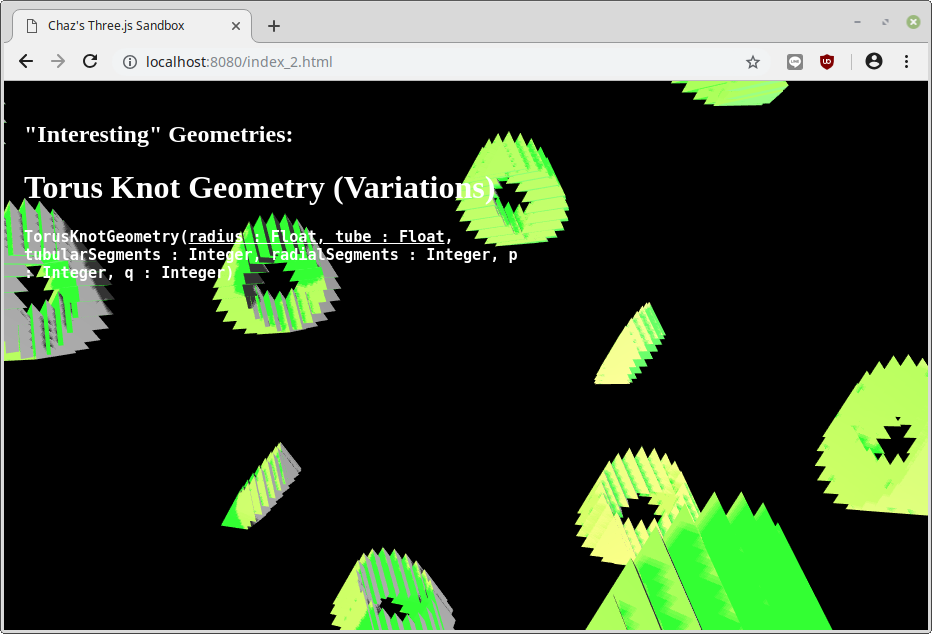 Chaz's Three.js Sandbox
localhost:8080/index_2.html
"Interesting" Geometries:
Torus Knot Geometry (Variations)
TorusKnotGeometry(radius : Float, tube : Float,
tubularSegments : Integer, radialSegments : Integer, p
: Integer, q : Integer)